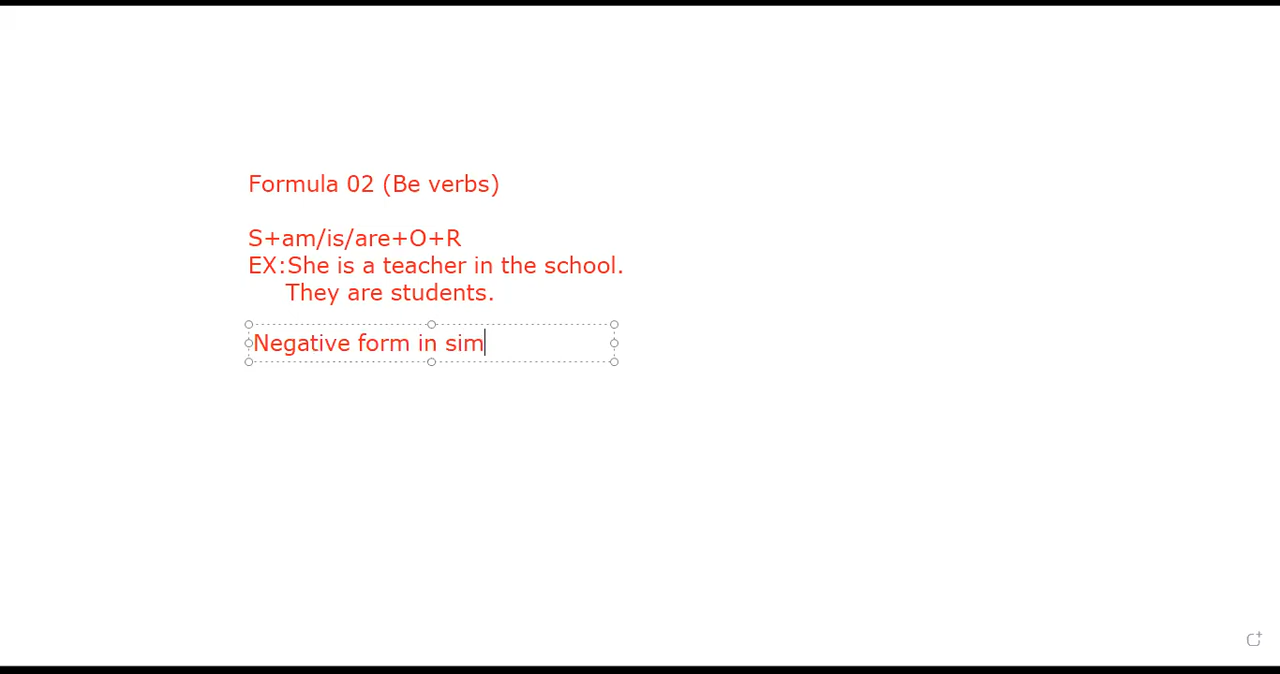 Formula 02 (Be verbs)
S+am/is/are+O+R
EX:She is a teacher in the school.
They are students.
Negative form in sim